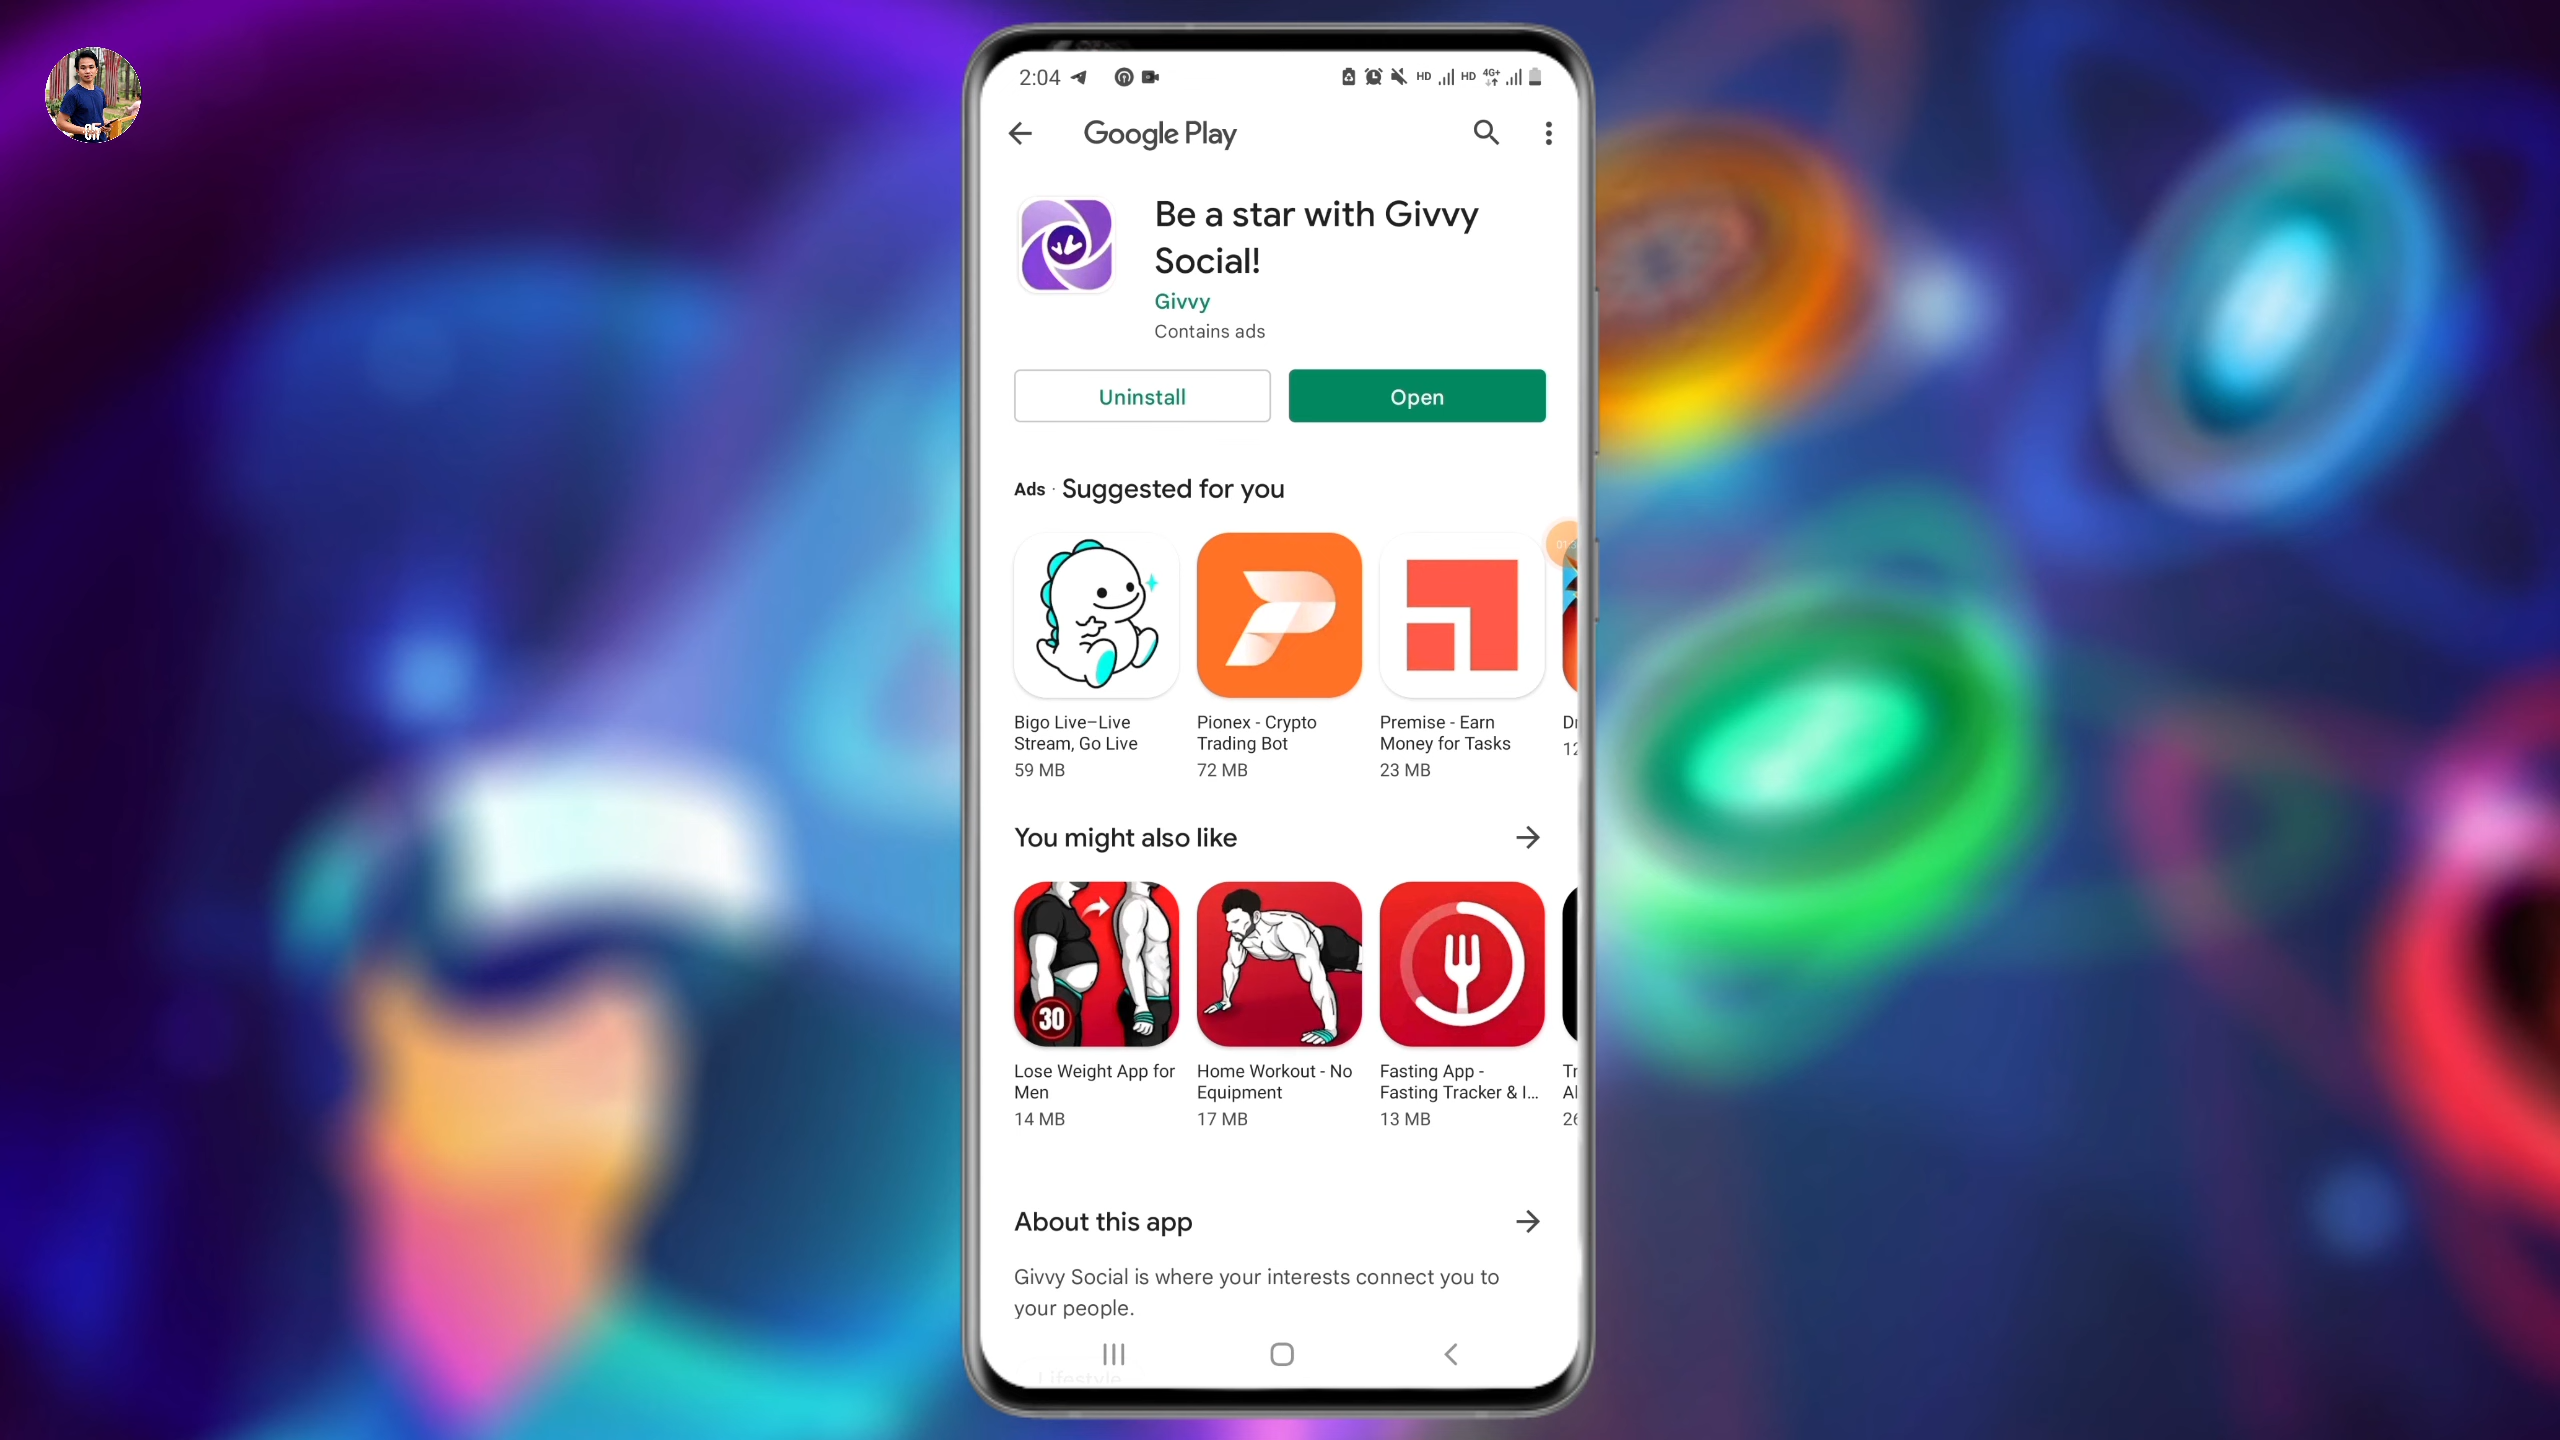 2:04
HD
HD
4G+
Google Play
Be a star with Givvy
Social!
Givvy
Contains ads
Uninstall
Open
Ads · Suggested for you
Bigo Live–Live
Stream, Go Live
59 MB
Pionex - Crypto
Trading Bot
72 MB
Premise - Earn
Money for Tasks
23 MB
You might also like
30
Lose Weight App for
Men
14 MB
Home Workout - No
Equipment
17 MB
Fasting App -
Fasting Tracker & I...
13 MB
About this app
Givvy Social is where your interests connect you to
your people.
Lifestyle